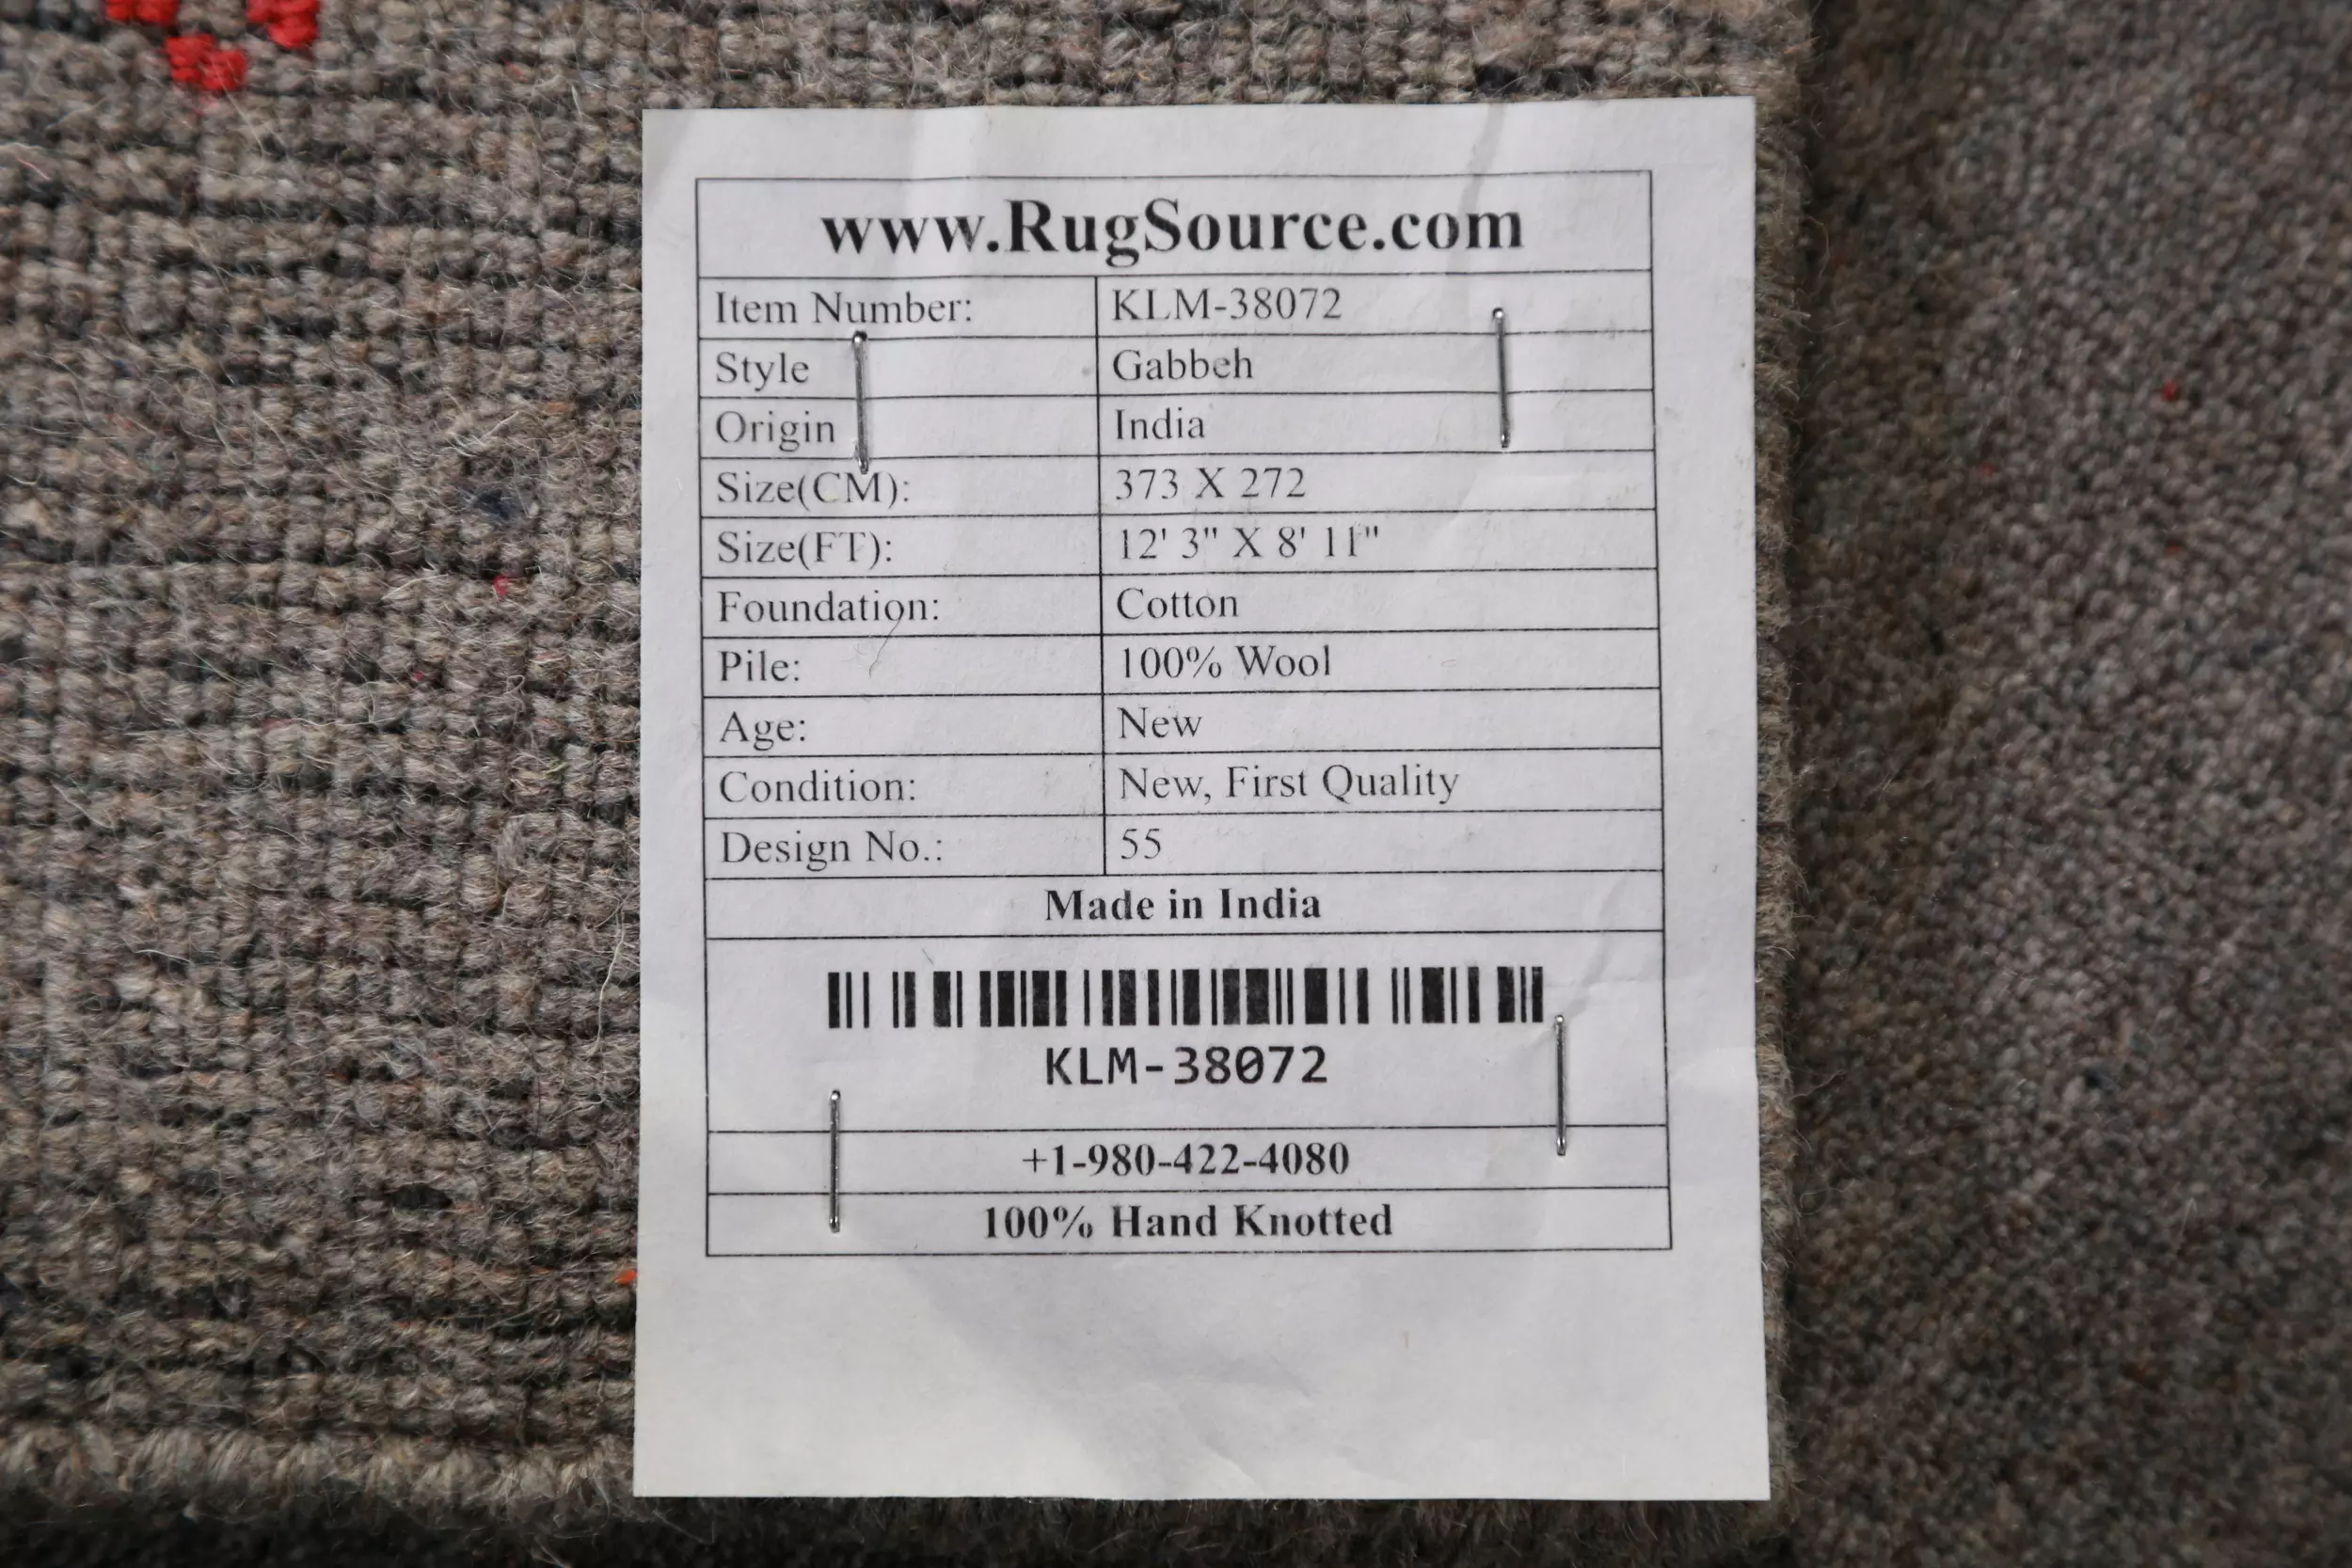 www.RugSource.com
Item Number: KLM-38072
Style Gabbeh
Origin India
Size(CM): 373 X 272
Size(FT): 12' 3" X 8' 11"
Foundation: Cotton
Pile: 100% Wool
Age: New
Condition: New, First Quality
Design No.: 55
Made in India
KLM-38072
+1-980-422-4080
100% Hand Knotted